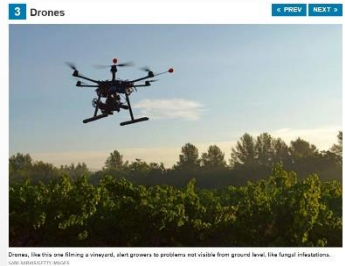 3 Drones
« PREV NEXT »
Drones, like this one filming a vineyard, alert growers to problems not visible from ground level, like fungal infestations.